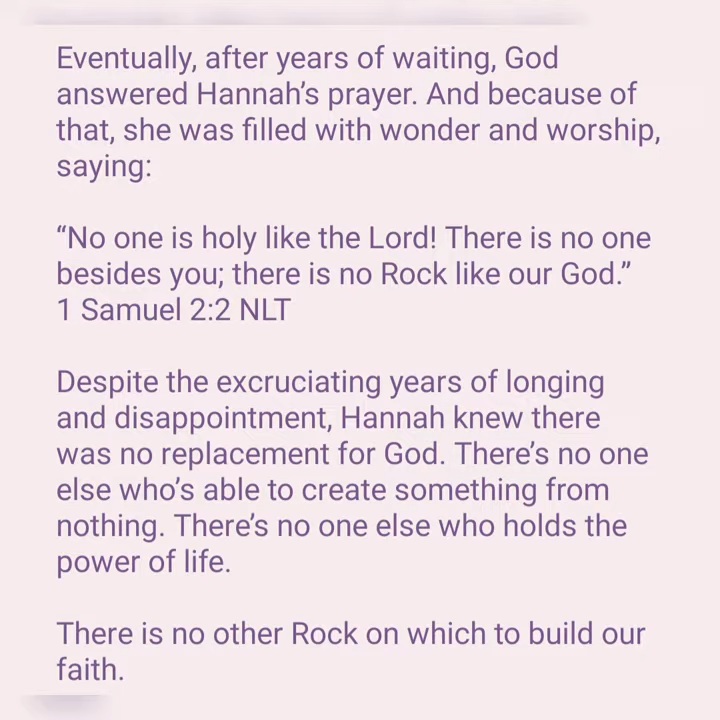 Eventually, after years of waiting, God
answered Hannah’s prayer. And because of
that, she was filled with wonder and worship,
saying:
“No one is holy like the Lord! There is no one
besides you; there is no Rock like our God.”
1 Samuel 2:2 NLT
Despite the excruciating years of longing
and disappointment, Hannah knew there
was no replacement for God. There’s no one
else who’s able to create something from
nothing. There’s no one else who holds the
power of life.
There is no other Rock on which to build our
faith.